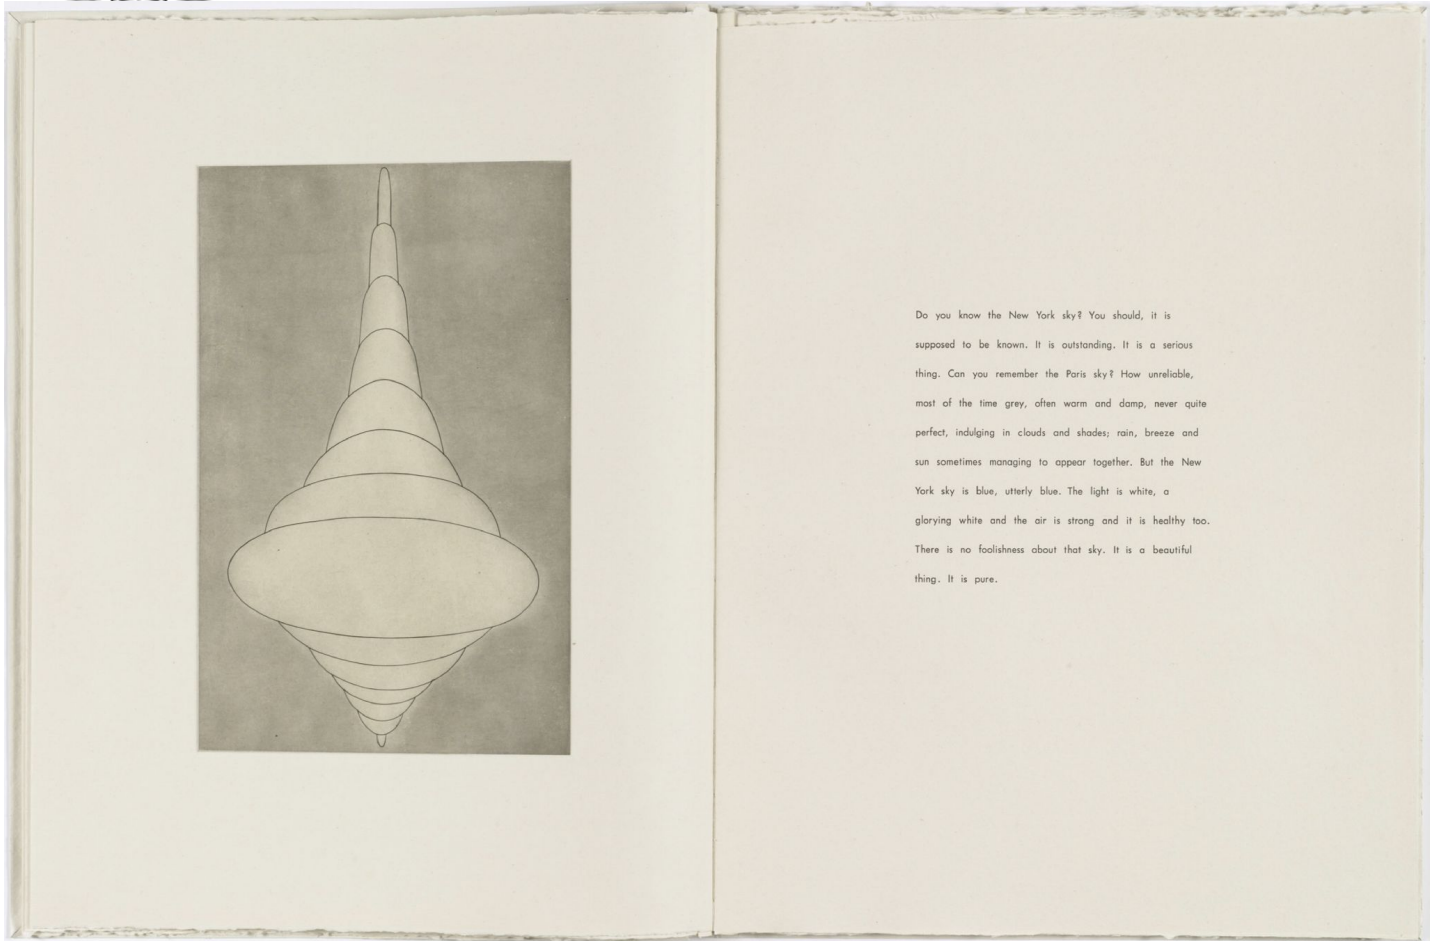 Do you know the New York sky? You should, it is
supposed to be known. It is outstanding. It is a serious
thing. Can you remember the Paris sky? How unreliable,
most of the time grey, often warm and damp, never quite
perfect, indulging in clouds and shades; rain, breeze and
sun sometimes managing to appear together. But the New
York sky is blue, utterly blue. The light is white, a
glorying white and the air is strong and it is healthy too.
There is no foolishness about that sky. It is a beautiful
thing. It is pure.